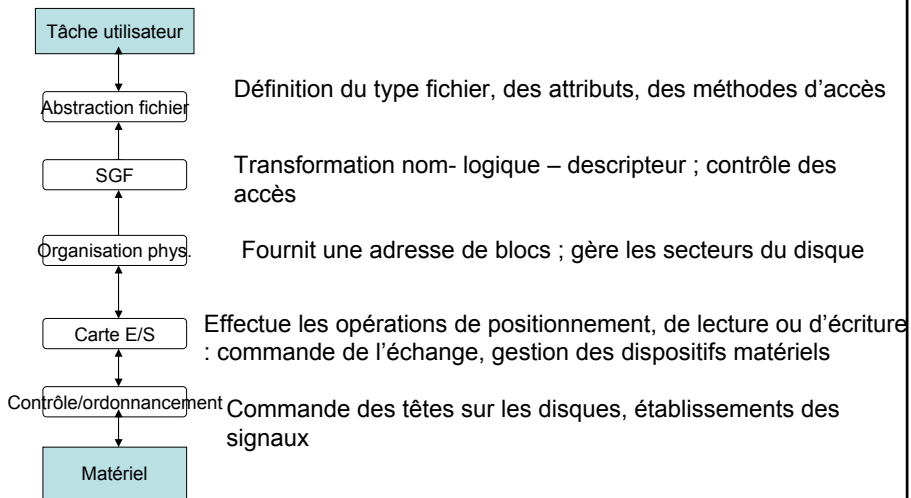 Tâche utilisateur
Abstraction fichier
Définition du type fichier, des attributs, des méthodes d'accès
SGF
Transformation nom- logique – descripteur ; contrôle des
accès
Organisation phys.
Fournit une adresse de blocs ; gère les secteurs du disque
Carte E/S
Effectue les opérations de positionnement, de lecture ou d'écriture
: commande de l'échange, gestion des dispositifs matériels
Contrôle/ordonnancement
Commande des têtes sur les disques, établissements des
signaux
Matériel